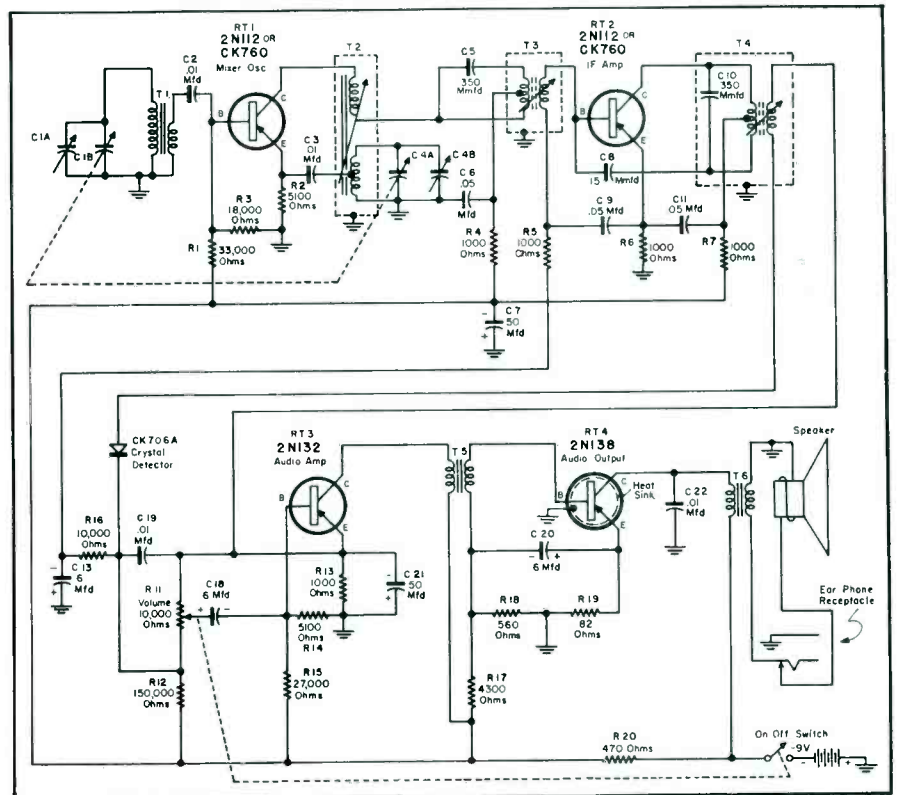 RT1
2N112 OR
CK760
Mixer Osc
C2
.01
Mfd
T1
C1A
C1B
B
C
E
C3
.01
Mfd
R2
5100
Ohms
R3
18,000
Ohms
R1
33,000
Ohms
T2
C4A
C4B
C5
350
Mmfd
C6
.05
Mfd
T3
R4
1000
Ohms
R5
1000
Ohms
C7
50
Mfd
-
+
RT2
2N112 OR
CK760
IF Amp
B
C
E
C8
15 Mmfd
C9
.05 Mfd
C11
.05 Mfd
R6
1000
Ohms
R7
1000
Ohms
T4
C10
350
Mmfd
CK706A
Crystal
Detector
R16
10,000
Ohms
C19
.01
Mfd
-
C13
6
Mfd
+
R11
Volume
10,000
Ohms
C18
6 Mfd
+ -
R12
150,000
Ohms
RT3
2N132
Audio Amp
B
C
E
R13
1000
Ohms
-
C21
50
Mfd
+
5100
Ohms
R14
R15
27,000
Ohms
T5
RT4
2N138
Audio Output
B
C
Heat
Sink
E
C20
- +
6 Mfd
R18
560
Ohms
R19
82
Ohms
R17
4300
Ohms
C22
.01
Mfd
T6
Speaker
Ear Phone
Receptacle
R20
470 Ohms
On Off Switch
-9V
- +